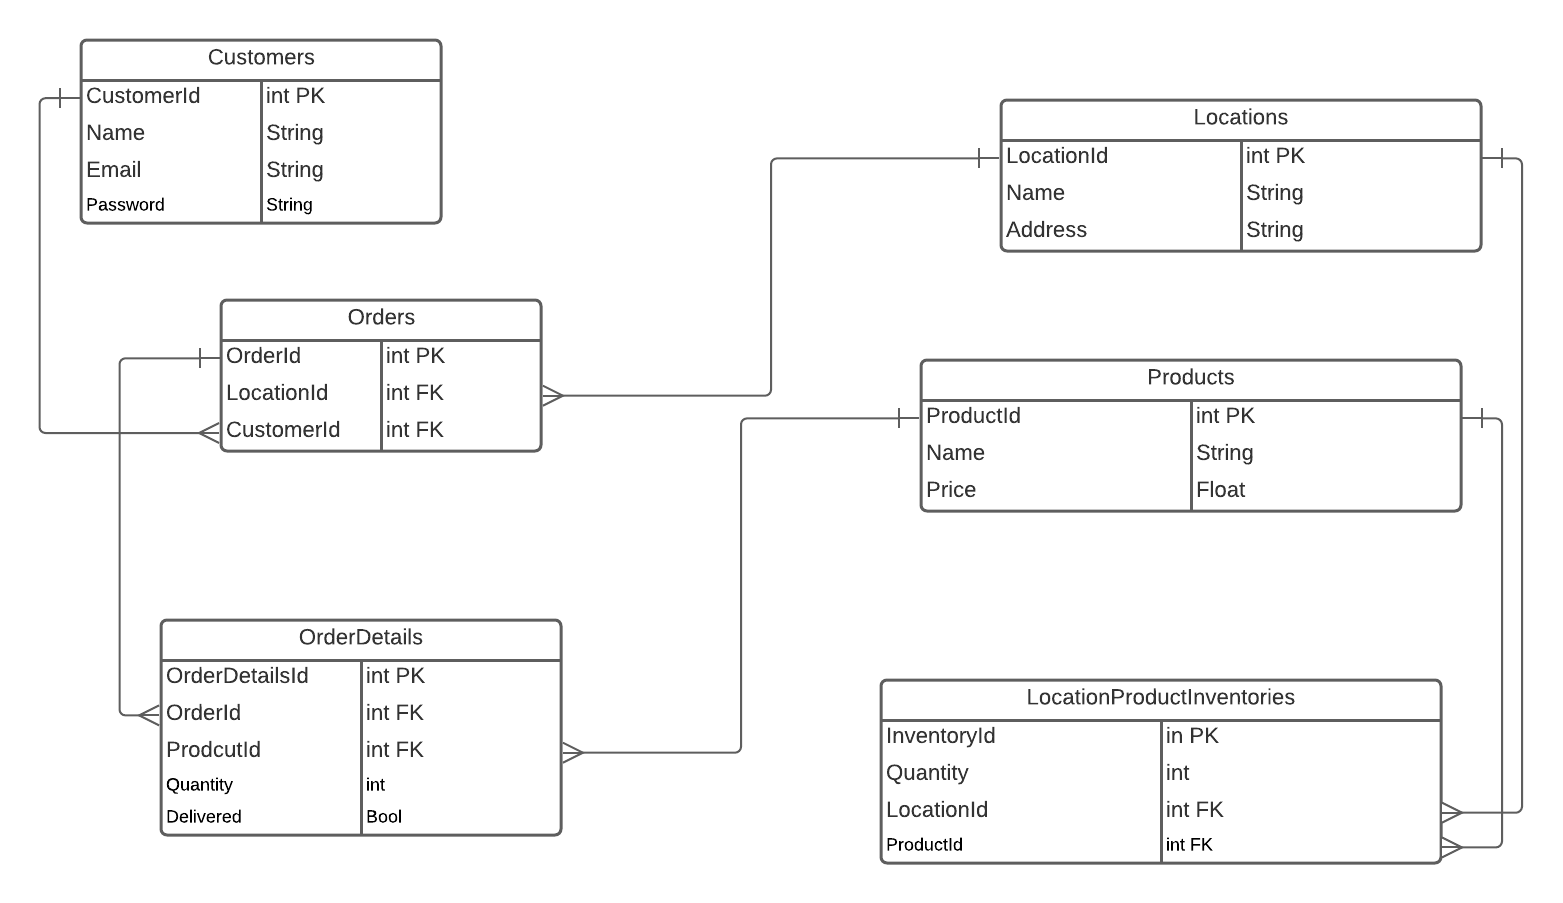 Customers
CustomerId int PK
Name String
Email String
Password String
Locations
LocationId int PK
Name String
Address String
Orders
OrderId int PK
LocationId int FK
CustomerId int FK
Products
ProductId int PK
Name String
Price Float
OrderDetails
OrderDetailsId int PK
OrderId int FK
ProdcutId int FK
Quantity int
Delivered Bool
LocationProductInventories
InventoryId in PK
Quantity int
LocationId int FK
ProductId int FK